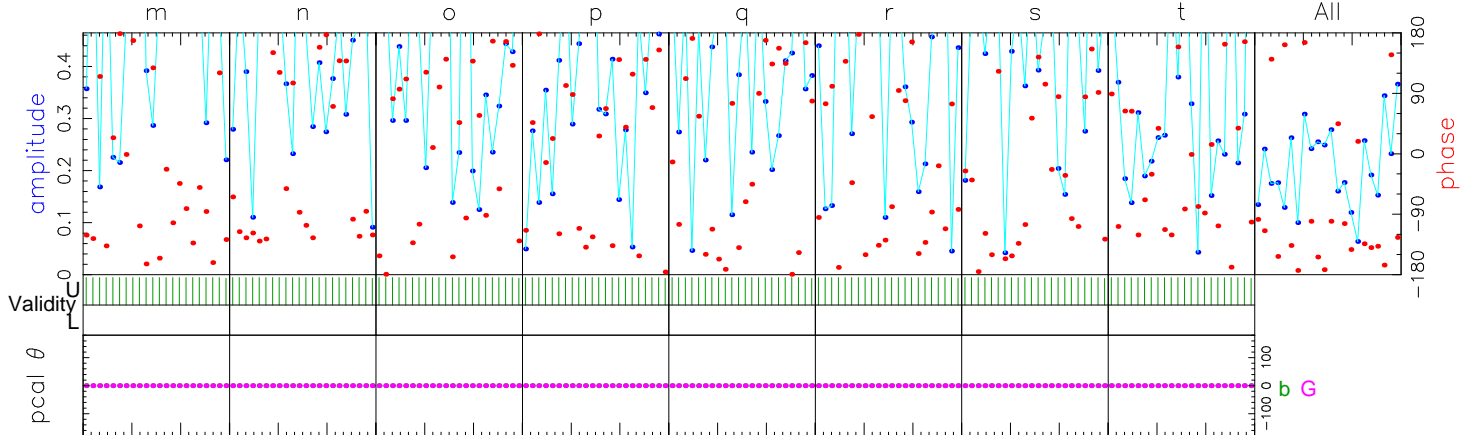 m n o p q r s t All
amplitude
0 0.1 0.2 0.3 0.4
phase
−180 −90 0 90 180
U
Validity
L
pcal θ
−100 0 100
b G